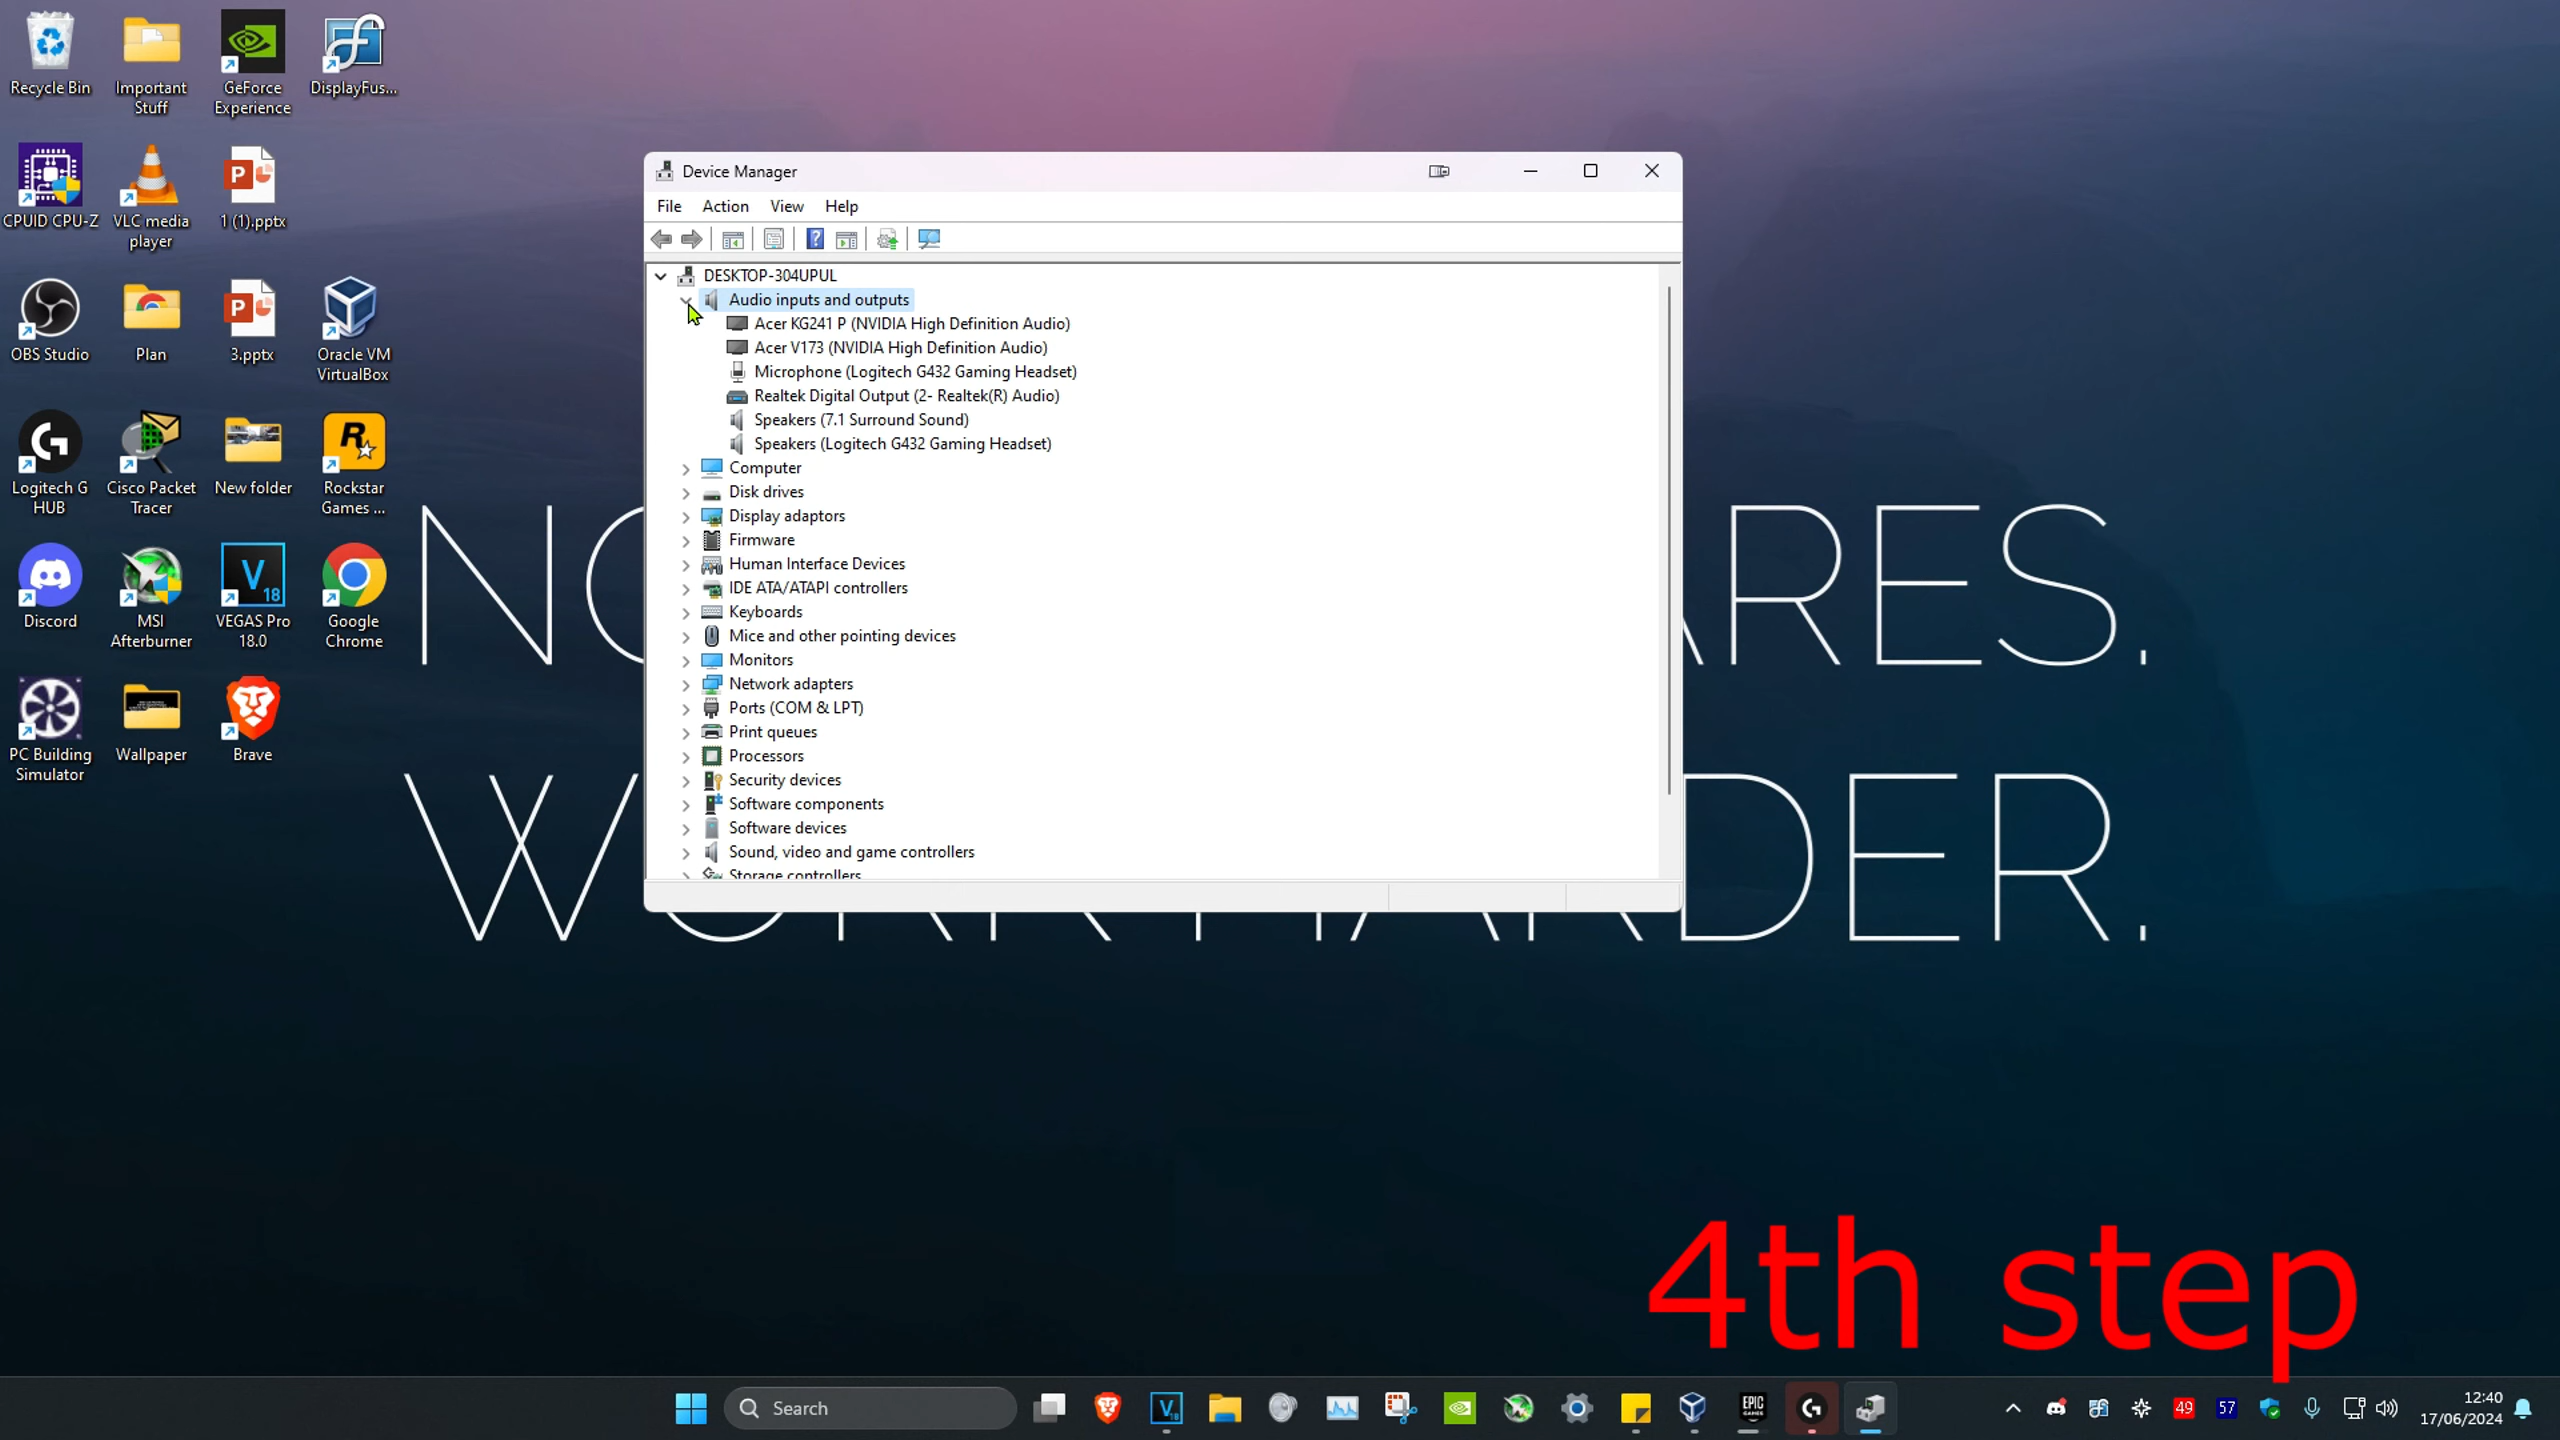 Recycle Bin
Important
Stuff
GeForce
Experience
DisplayFus...
CPUID CPU-Z
VLC media
player
1 (1).pptx
OBS Studio
Plan
3.pptx
Oracle VM
VirtualBox
Logitech G
HUB
Cisco Packet
Tracer
New folder
Rockstar
Games ...
Discord
MSI
Afterburner
VEGAS Pro
18.0
Google
Chrome
PC Building
Simulator
Wallpaper
Brave
Device Manager
File Action View Help
DESKTOP-304UPUL
Audio inputs and outputs
Acer KG241 P (NVIDIA High Definition Audio)
Acer V173 (NVIDIA High Definition Audio)
Microphone (Logitech G432 Gaming Headset)
Realtek Digital Output (2- Realtek(R) Audio)
Speakers (7.1 Surround Sound)
Speakers (Logitech G432 Gaming Headset)
Computer
Disk drives
Display adaptors
Firmware
Human Interface Devices
IDE ATA/ATAPI controllers
Keyboards
Mice and other pointing devices
Monitors
Network adapters
Ports (COM & LPT)
Print queues
Processors
Security devices
Software components
Software devices
Sound, video and game controllers
Storage controllers
WORK HARDER.
4th step
Search
EPIC
GAMES
49
57
12:40
17/06/2024